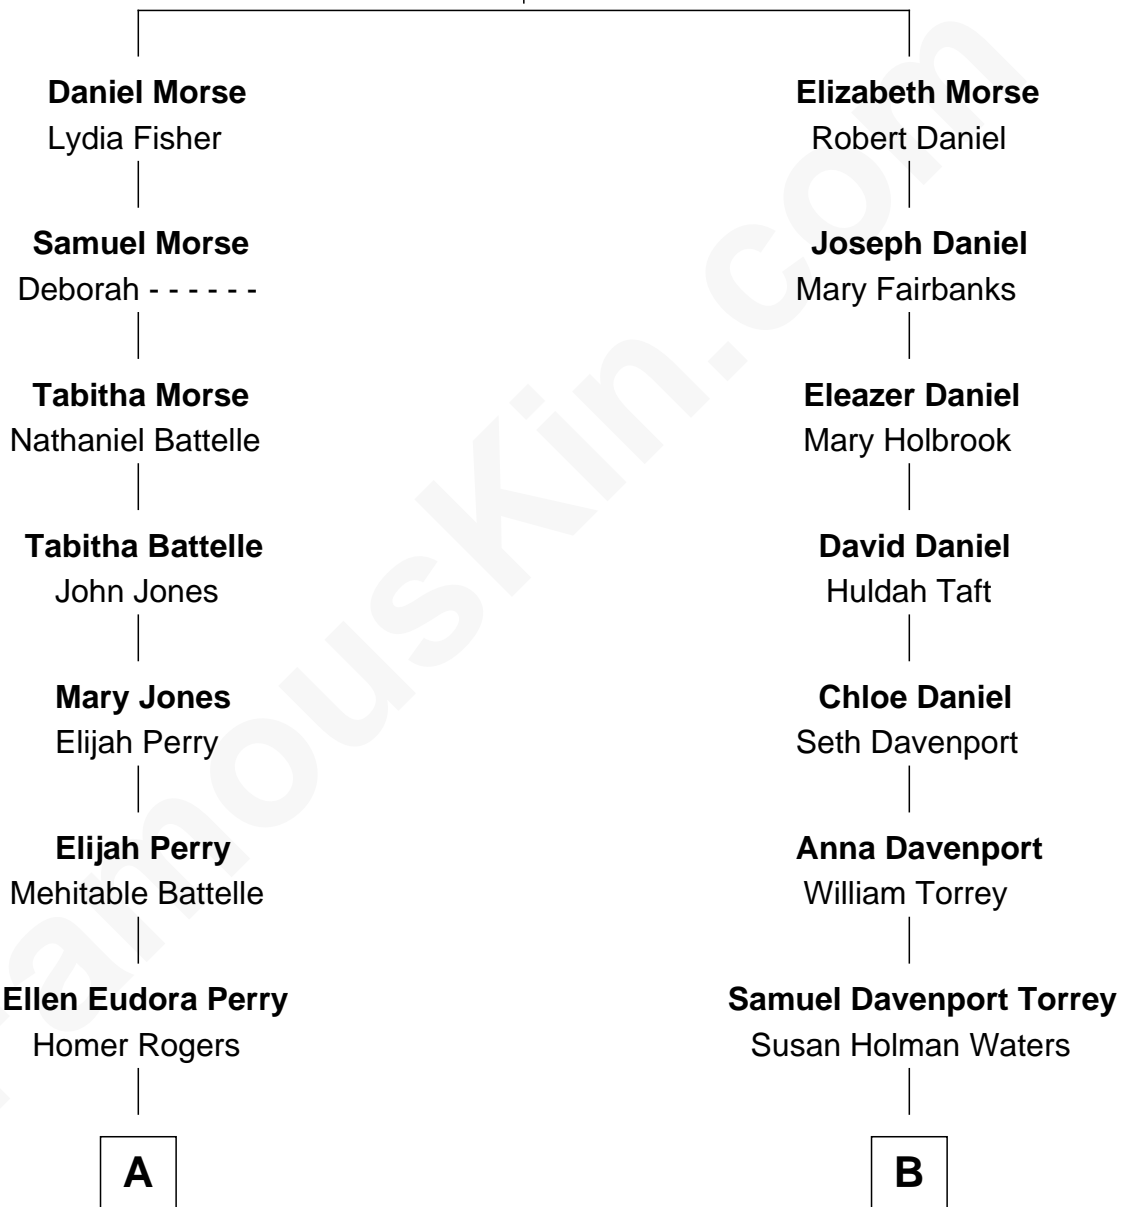 Daniel Morse
Lydia Fisher
Samuel Morse
Deborah - - - - - -
Tabitha Morse
Nathaniel Battelle
Tabitha Battelle
John Jones
Mary Jones
Elijah Perry
Elijah Perry
Mehitable Battelle
Ellen Eudora Perry
Homer Rogers
A
Elizabeth Morse
Robert Daniel
Joseph Daniel
Mary Fairbanks
Eleazer Daniel
Mary Holbrook
David Daniel
Huldah Taft
Chloe Daniel
Seth Davenport
Anna Davenport
William Torrey
Samuel Davenport Torrey
Susan Holman Waters
B
FamousKin.com